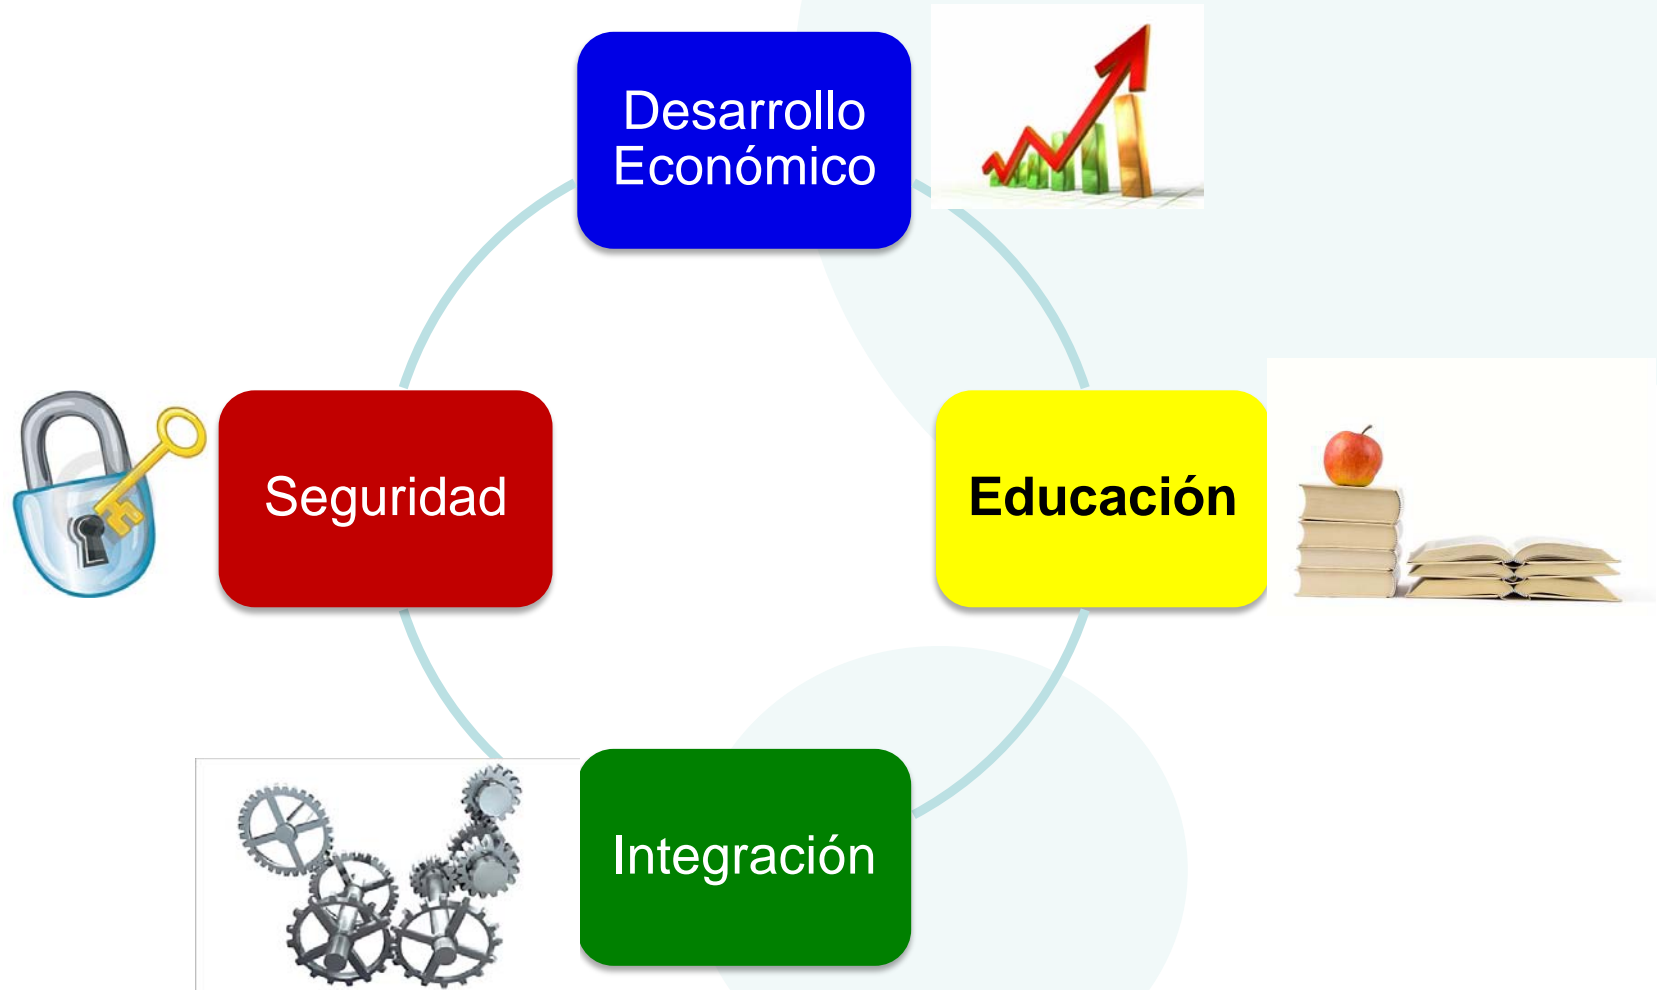 Desarrollo
Económico
Seguridad
Educación
Integración